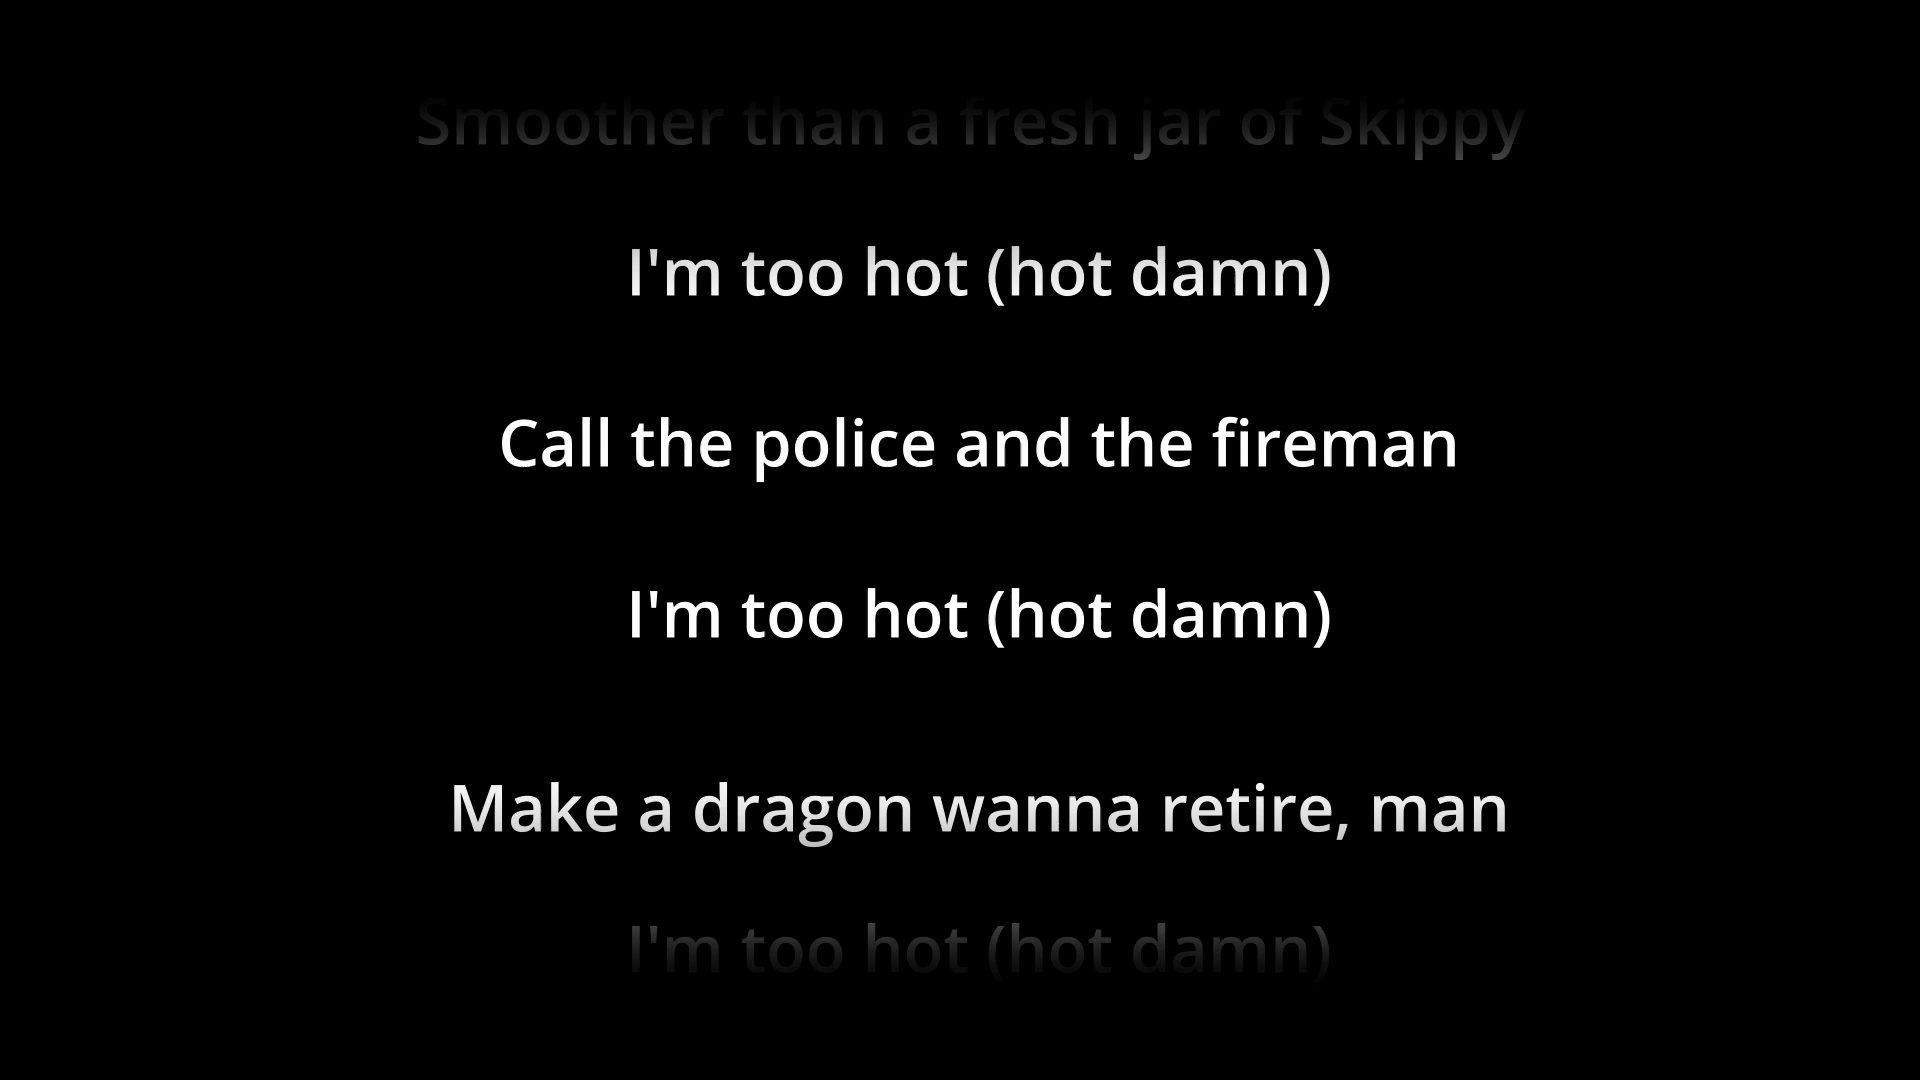 Smoother than a fresh jar of Skippy
I'm too hot (hot damn)
Call the police and the fireman
I'm too hot (hot damn)
Make a dragon wanna retire, man
I'm too hot (hot damn)